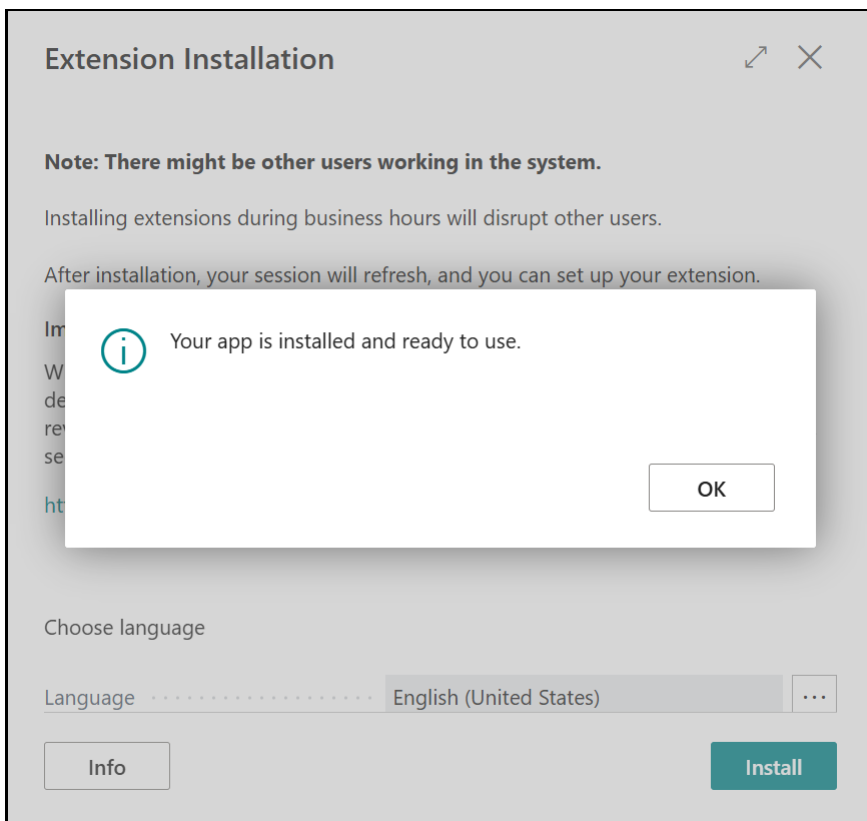 Extension Installation
Note: There might be other users working in the system.
Installing extensions during business hours will disrupt other users.
After installation, your session will refresh, and you can set up your extension.
Your app is installed and ready to use.
OK
Choose language
Language
English (United States)
...
Info
Install